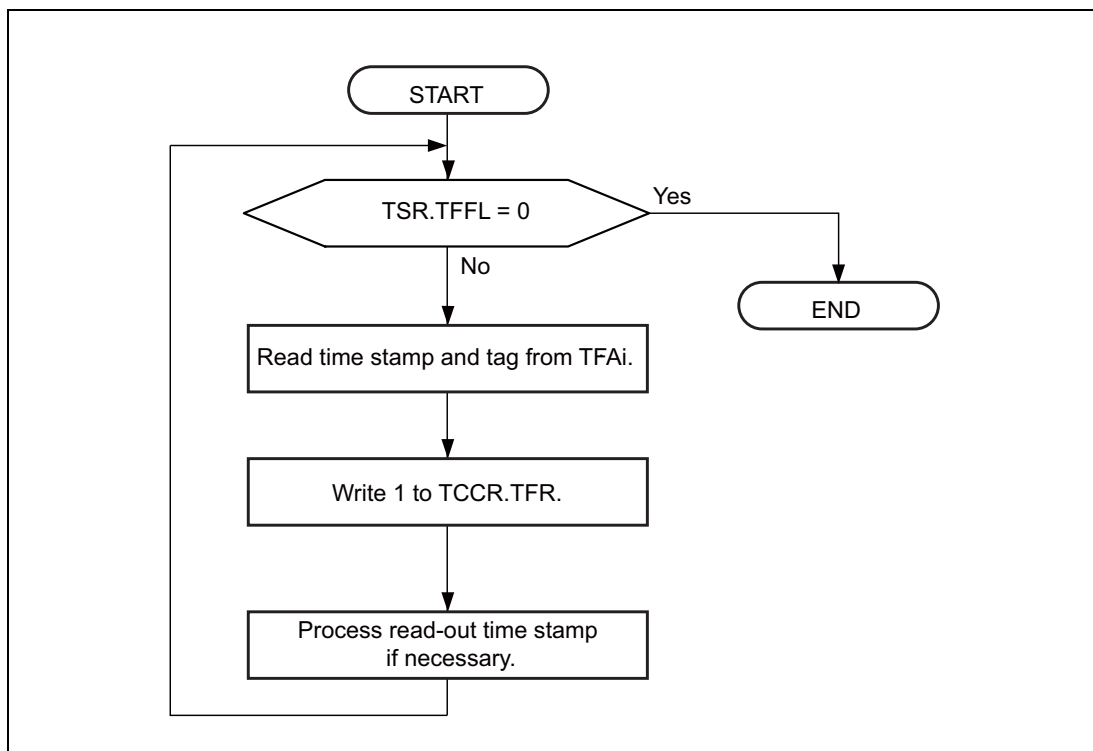 START
TSR.TFFL = 0
Yes
No
END
Read time stamp and tag from TFAi.
Write 1 to TCCR.TFR.
Process read-out time stamp
if necessary.